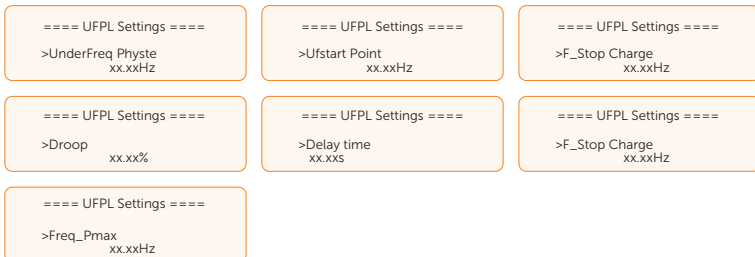 ==== UFPL Settings ====
>UnderFreq Physte
xx.xxHz
==== UFPL Settings ====
>Ufstart Point
xx.xxHz
==== UFPL Settings ====
>F_Stop Charge
xx.xxHz
==== UFPL Settings ====
>Droop
xx.xx%
==== UFPL Settings ====
>Delay time
xx.xxs
==== UFPL Settings ====
>F_Stop Charge
xx.xxHz
==== UFPL Settings ====
>Freq_Pmax
xx.xxHz